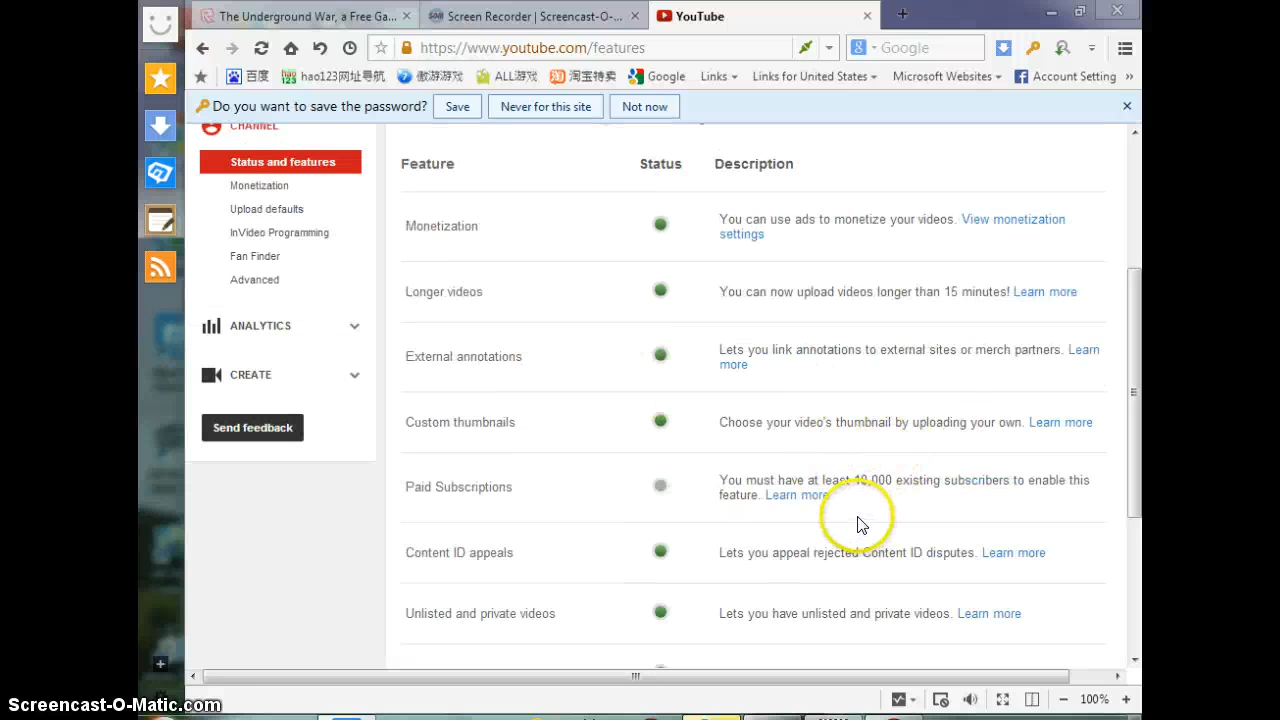 The Underground War, a Free Ga...
Screen Recorder | Screencast-O-...
YouTube
https://www.youtube.com/features
Google
百度
hao123网址导航
傲游游戏
ALL游戏
淘宝特卖
Google
Links
Links for United States
Microsoft Websites
Account Setting
»
Do you want to save the password?
Save
Never for this site
Not now
CHANNEL
Status and features
Monetization
Upload defaults
InVideo Programming
Fan Finder
Advanced
ANALYTICS
CREATE
Send feedback
Feature Status Description
Monetization
You can use ads to monetize your videos. View monetization
settings
Longer videos
You can now upload videos longer than 15 minutes! Learn more
External annotations
Lets you link annotations to external sites or merch partners. Learn
more
Custom thumbnails
Choose your video's thumbnail by uploading your own. Learn more
Paid Subscriptions
You must have at least 10,000 existing subscribers to enable this
feature. Learn more
Content ID appeals
Lets you appeal rejected Content ID disputes. Learn more
Unlisted and private videos
Lets you have unlisted and private videos. Learn more
100%
Screencast-O-Matic.com